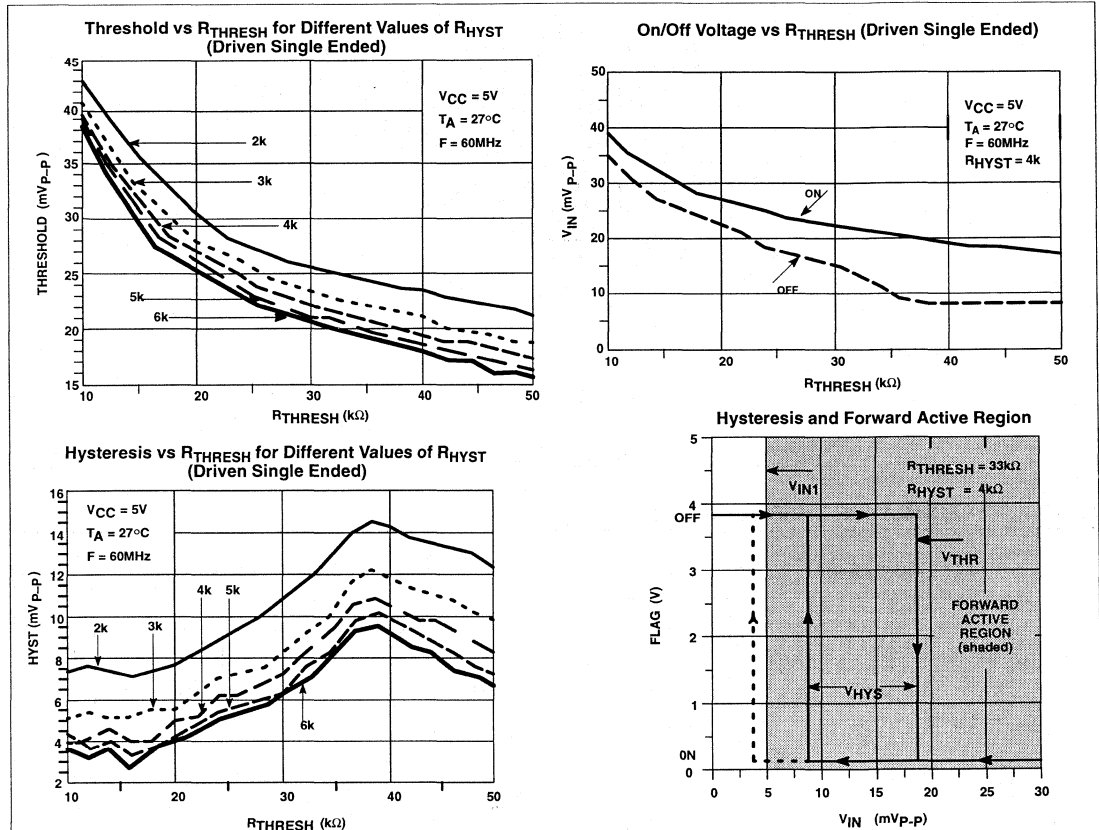 Threshold vs RTHRESH for Different Values of RHYST
(Driven Single Ended)
45
40
35
30
25
20
15
THRESHOLD (mVP–P)
VCC = 5V
TA = 27°C
F = 60MHz
2k
3k
4k
5k
6k
10
20
30
40
50
RTHRESH (kΩ)
On/Off Voltage vs RTHRESH (Driven Single Ended)
50
40
30
20
10
0
VIN (mVP–P)
VCC = 5V
TA = 27°C
F = 60MHz
RHYST = 4k
ON
OFF
10
20
30
40
50
RTHRESH (kΩ)
Hysteresis vs RTHRESH for Different Values of RHYST
(Driven Single Ended)
16
14
12
10
8
6
4
2
HYST (mVP–P)
VCC = 5V
TA = 27°C
F = 60MHz
2k
3k
4k
5k
6k
10
20
30
40
50
RTHRESH (kΩ)
Hysteresis and Forward Active Region
5
4
OFF
3
2
1
0N
0
FLAG (V)
VIN1
RTHRESH = 33kΩ
RHYST = 4kΩ
VTHR
FORWARD
ACTIVE
REGION
(shaded)
VHYS
0
5
10
15
20
25
30
VIN (mVP-P)